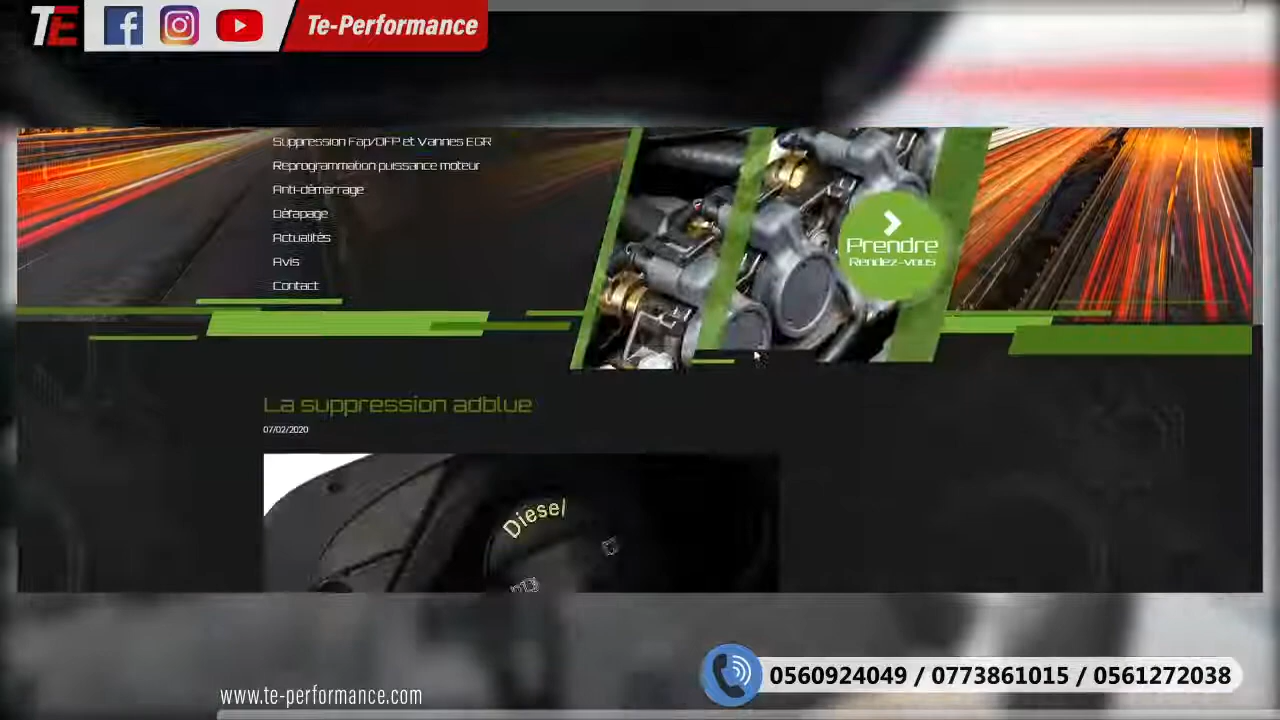 TE
Te-Performance
Suppression Fap/DFP et Vannes EGR
Reprogrammation puissance moteur
Anti-démarrage
Défapage
Actualités
Avis
Contact
Prendre
Rendez-vous
La suppression adblue
07/02/2020
Diesel
www.te-performance.com
0560924049 / 0773861015 / 0561272038